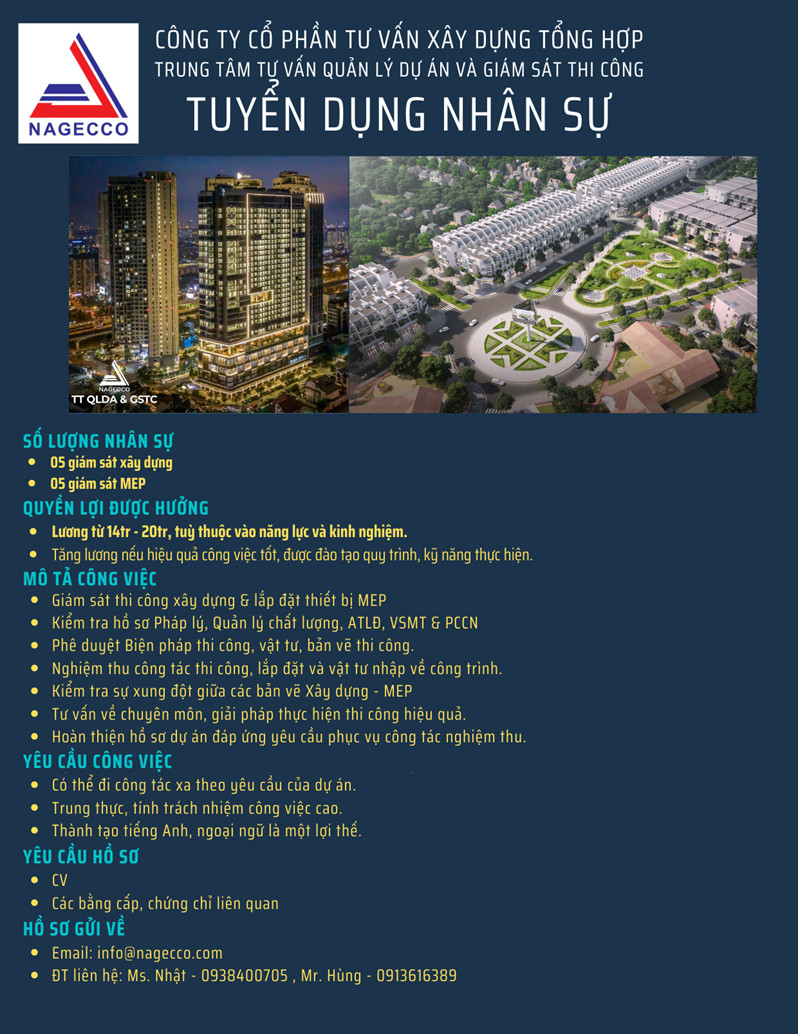 CÔNG TY CỔ PHẦN TƯ VẤN XÂY DỰNG TỔNG HỢP
TRUNG TÂM TƯ VẤN QUẢN LÝ DỰ ÁN VÀ GIÁM SÁT THI CÔNG
TUYỂN DỤNG NHÂN SỰ
NAGECCO
NAGECCO
TT QLDA & GSTC
SỐ LƯỢNG NHÂN SỰ
• 05 giám sát xây dựng
• 05 giám sát MEP
QUYỀN LỢI ĐƯỢC HƯỞNG
• Lương từ 14tr - 20tr, tuỳ thuộc vào năng lực và kinh nghiệm.
• Tăng lương nếu hiệu quả công việc tốt, được đào tạo quy trình, kỹ năng thực hiện.
MÔ TẢ CÔNG VIỆC
• Giám sát thi công xây dựng & lắp đặt thiết bị MEP
• Kiểm tra hồ sơ Pháp lý, Quản lý chất lượng, ATLĐ, VSMT & PCCN
• Phê duyệt Biện pháp thi công, vật tư, bản vẽ thi công.
• Nghiệm thu công tác thi công, lắp đặt và vật tư nhập về công trình.
• Kiểm tra sự xung đột giữa các bản vẽ Xây dựng - MEP
• Tư vấn về chuyên môn, giải pháp thực hiện thi công hiệu quả.
• Hoàn thiện hồ sơ dự án đáp ứng yêu cầu phục vụ công tác nghiệm thu.
YÊU CẦU CÔNG VIỆC
• Có thể đi công tác xa theo yêu cầu của dự án.
• Trung thực, tính trách nhiệm công việc cao.
• Thành tạo tiếng Anh, ngoại ngữ là một lợi thế.
YÊU CẦU HỒ SƠ
• CV
• Các bằng cấp, chứng chỉ liên quan
HỒ SƠ GỬI VỀ
• Email: info@nagecco.com
• ĐT liên hệ: Ms. Nhật - 0938400705 , Mr. Hùng - 0913616389